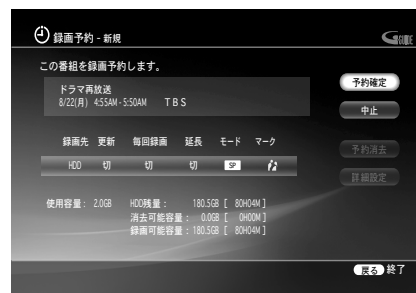 録画予約 - 新規
G GUIDE
この番組を録画予約します。
ドラマ再放送
8/22(月) 4:55AM - 5:50AM TBS
予約確定
中止
予約消去
詳細設定
録画先 更新 毎回録画 延長 モード マーク
HDD 切 切 切 SP
使用容量: 2.0GB HDD残量: 180.5GB [ 80H04M ]
消去可能容量: 0.0GB [ 0H00M ]
録画可能容量: 180.5GB [ 80H04M ]
戻る 終了